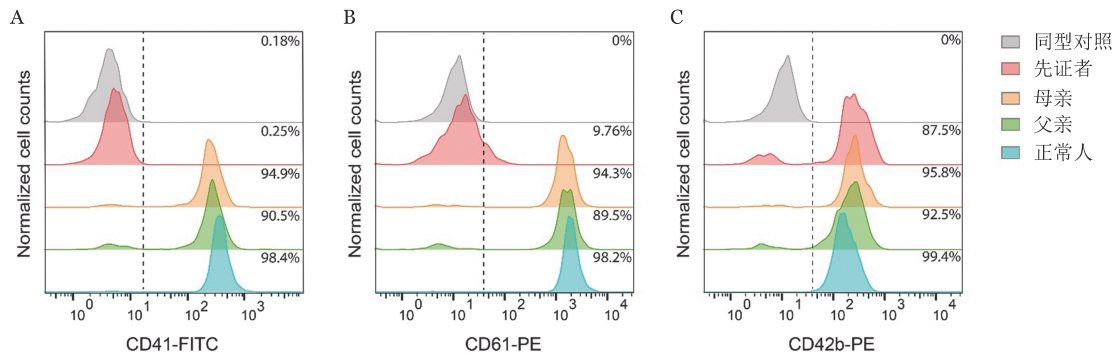 A
B
C
Normalized cell counts
0.18%
0.25%
94.9%
90.5%
98.4%
10⁰ 10¹ 10² 10³
CD41-FITC
Normalized cell counts
0%
9.76%
94.3%
89.5%
98.2%
10⁰ 10¹ 10² 10³ 10⁴
CD61-PE
Normalized cell counts
0%
87.5%
95.8%
92.5%
99.4%
10⁰ 10¹ 10² 10³ 10⁴
CD42b-PE
同型对照
先证者
母亲
父亲
正常人